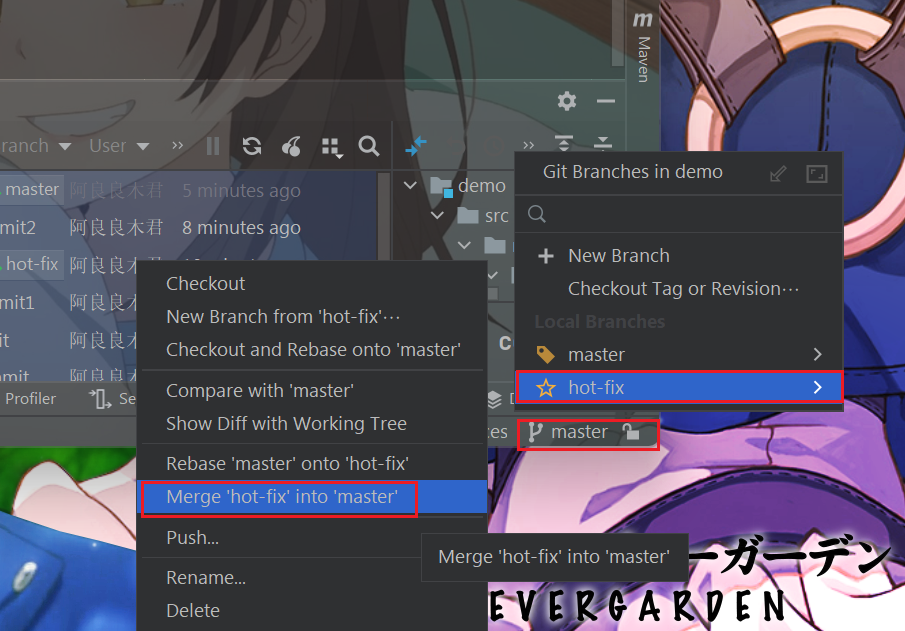 m
Maven
ranch
User
Git Branches in demo
master 阿良良木君 5 minutes ago
demo
mit2 阿良良木君 8 minutes ago
src
hot-fix 阿良良木君
New Branch
Checkout
mit1 阿良良木
Checkout Tag or Revision···
New Branch from 'hot-fix'···
Local Branches
it 阿良良木
Checkout and Rebase onto 'master'
C
master
mit 阿良良木
Compare with 'master'
hot-fix
Profiler
Se
Show Diff with Working Tree
es
master
Rebase 'master' onto 'hot-fix'
Merge 'hot-fix' into 'master'
Push...
Merge 'hot-fix' into 'master'
ーガーデン
Rename...
EVERGARDEN
Delete